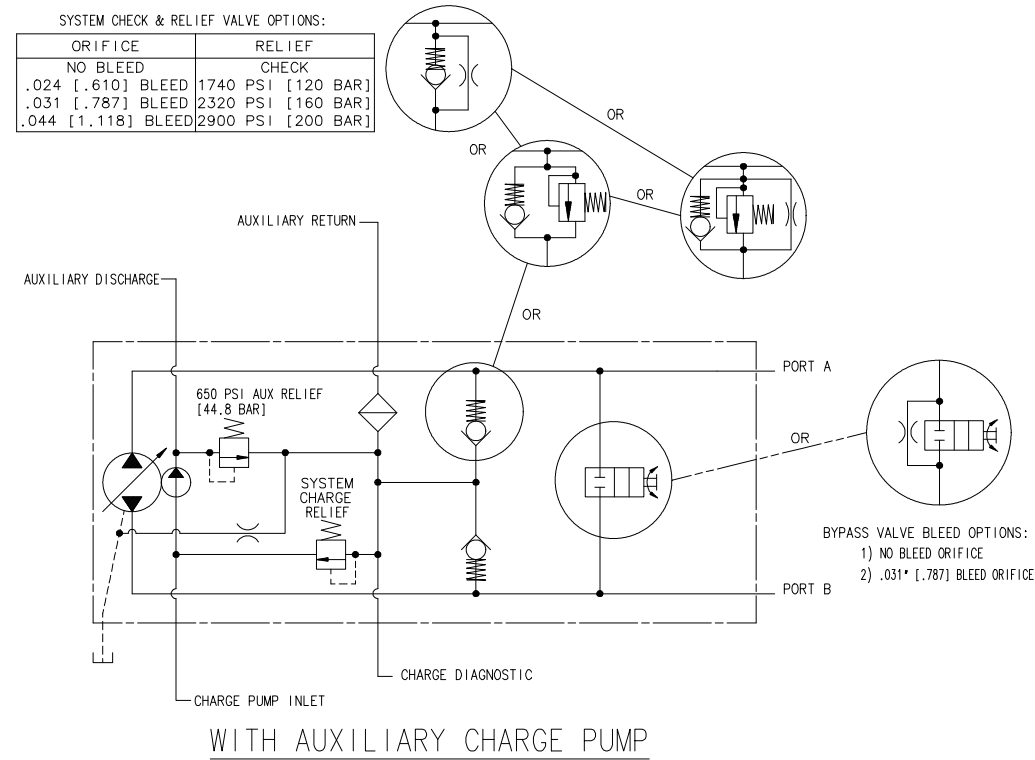 SYSTEM CHECK & RELIEF VALVE OPTIONS:
ORIFICE RELIEF
NO BLEED CHECK
.024 [.610] BLEED 1740 PSI [120 BAR]
.031 [.787] BLEED 2320 PSI [160 BAR]
.044 [1.118] BLEED 2900 PSI [200 BAR]
OR
OR
OR
AUXILIARY RETURN
AUXILIARY DISCHARGE
OR
PORT A
650 PSI AUX RELIEF
[44.8 BAR]
OR
SYSTEM
CHARGE
RELIEF
BYPASS VALVE BLEED OPTIONS:
1) NO BLEED ORIFICE
2) .031" [.787] BLEED ORIFICE
PORT B
CHARGE DIAGNOSTIC
CHARGE PUMP INLET
WITH AUXILIARY CHARGE PUMP